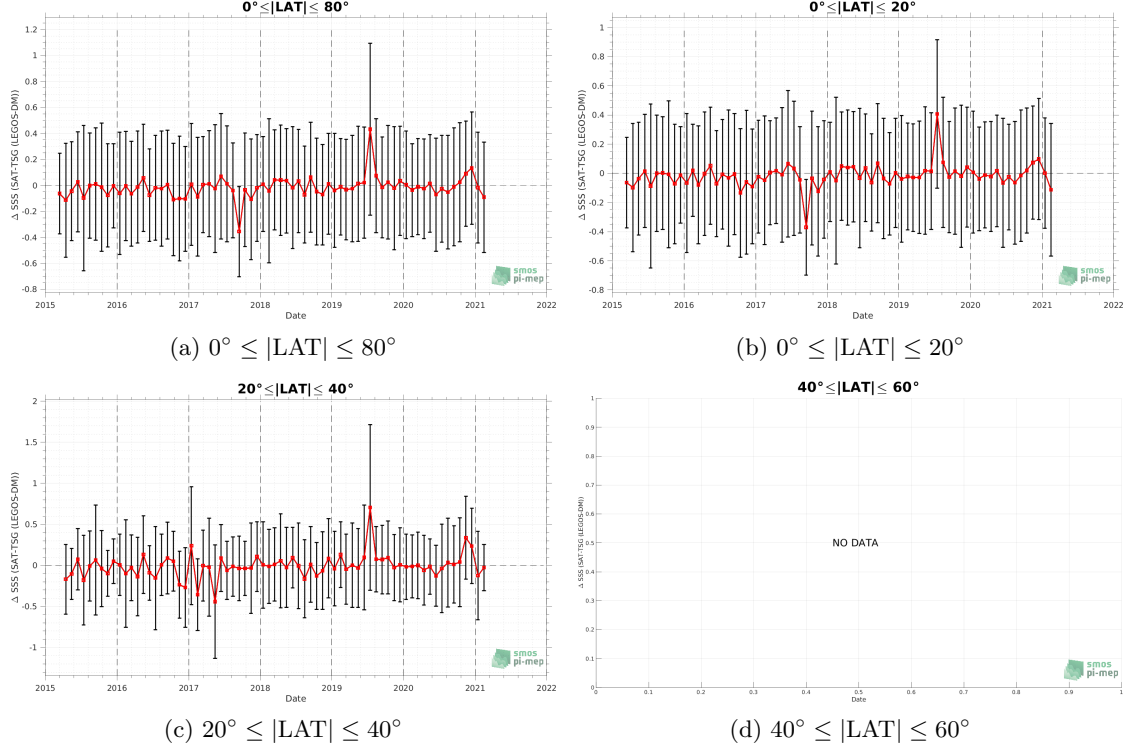 0°≤|LAT|≤ 80°
Δ SSS (SAT-TSG (LEGOS-DM))
1.2
1
0.8
0.6
0.4
0.2
0
-0.2
-0.4
-0.6
-0.8
2015 2016 2017 2018 2019 2020 2021 2022
Date
smos
pi-mep
(a) 0° ≤ |LAT| ≤ 80°
0°≤|LAT|≤ 20°
Δ SSS (SAT-TSG (LEGOS-DM))
1
0.8
0.6
0.4
0.2
0
-0.2
-0.4
-0.6
-0.8
2015 2016 2017 2018 2019 2020 2021 2022
Date
smos
pi-mep
(b) 0° ≤ |LAT| ≤ 20°
20°≤|LAT|≤ 40°
Δ SSS (SAT-TSG (LEGOS-DM))
2
1.5
1
0.5
0
-0.5
-1
2015 2016 2017 2018 2019 2020 2021 2022
Date
smos
pi-mep
(c) 20° ≤ |LAT| ≤ 40°
40°≤|LAT|≤ 60°
Δ SSS (SAT-TSG (LEGOS-DM))
1
0.9
0.8
0.7
0.6
0.5
0.4
0.3
0.2
0.1
0
NO DATA
0 0.1 0.2 0.3 0.4 0.5 0.6 0.7 0.8 0.9 1
Date
smos
pi-mep
(d) 40° ≤ |LAT| ≤ 60°